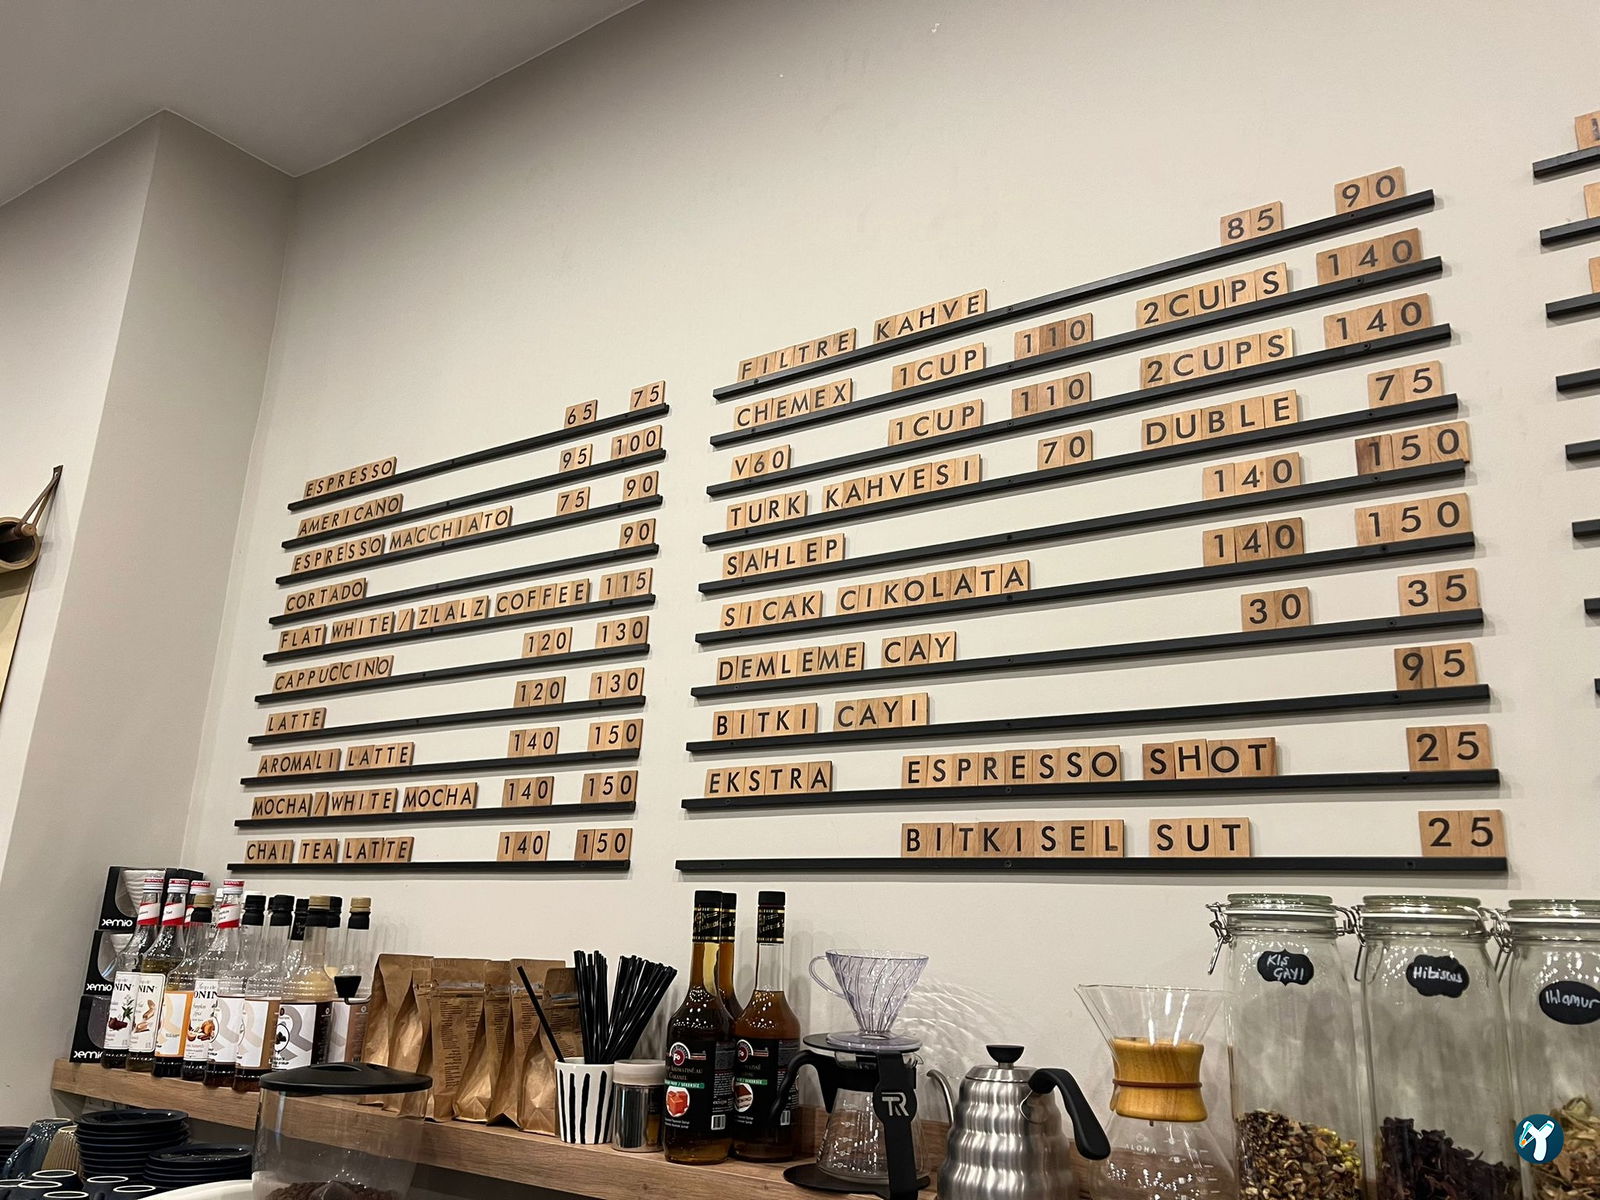 ESPRESSO 65 75
AMERICANO 95 100
ESPRESSO MACCHIATO 75 90
CORTADO 90
FLAT WHITE/ZLALZ COFFEE 115
CAPPUCCINO 120 130
LATTE 120 130
AROMALI LATTE 140 150
MOCHA/WHITE MOCHA 140 150
CHAI TEA LATTE 140 150
FILTRE KAHVE 85 90
CHEMEX 1CUP 110 2CUPS 140
V60 1CUP 110 2CUPS 140
TURK KAHVESI 70 DUBLE 75
SAHLEP 140 150
SICAK CIKOLATA 140 150
DEMLEME CAY 30 35
BITKI CAYI 95
EKSTRA ESPRESSO SHOT 25
BITKISEL SUT 25
KIŞ ÇAYI
Hibiscus
Ihlamur
TR